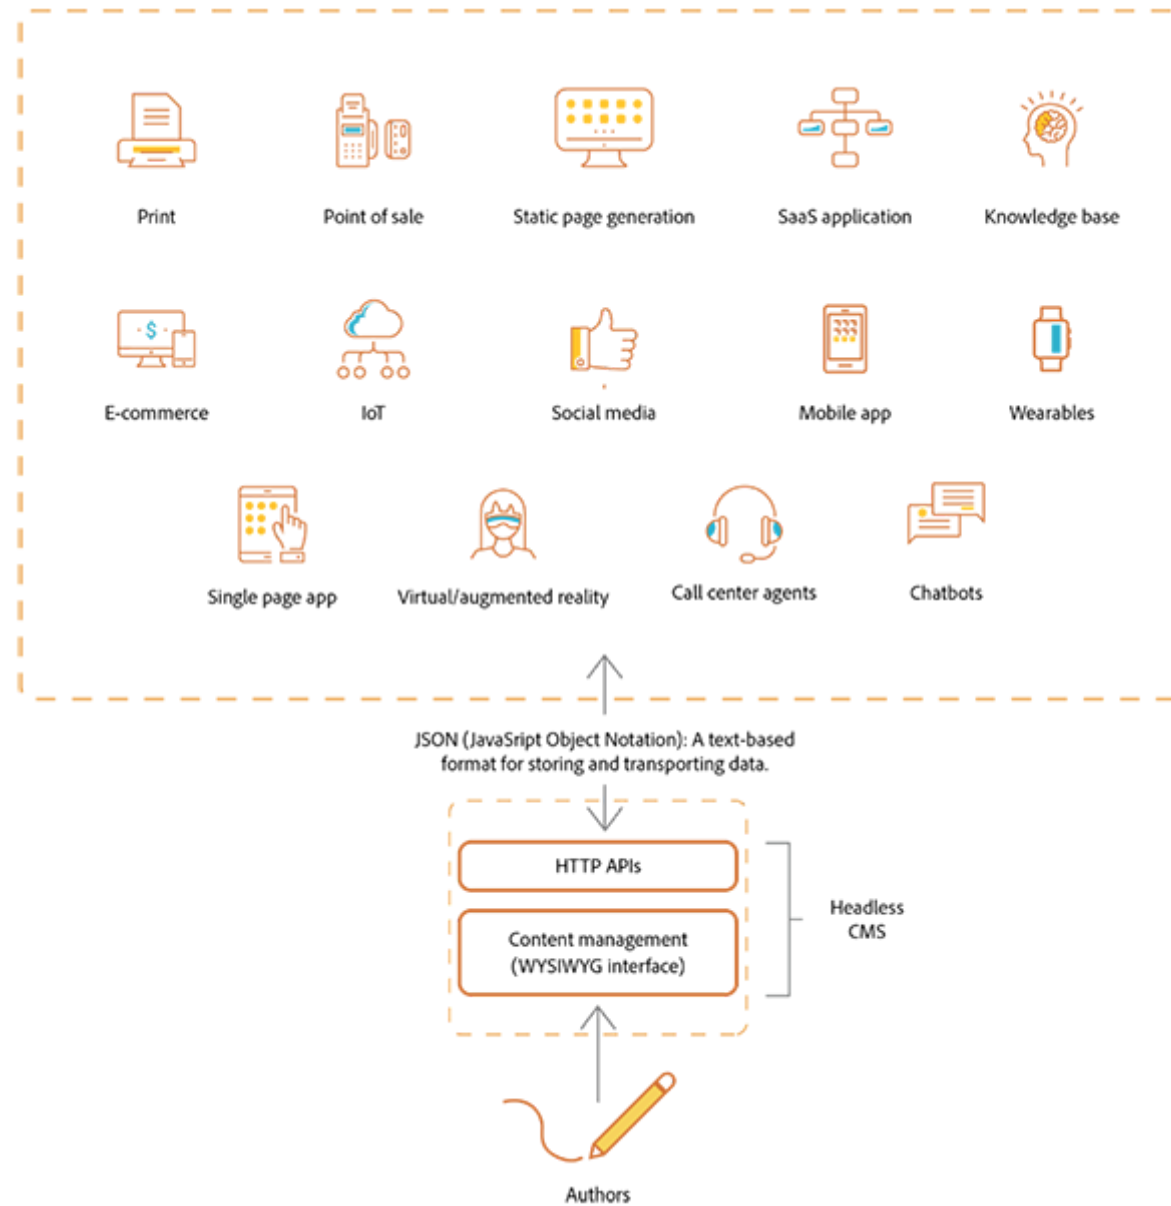 Print
Point of sale
Static page generation
SaaS application
Knowledge base
$
E-commerce
IoT
Social media
Mobile app
Wearables
Single page app
Virtual/augmented reality
Call center agents
Chatbots
JSON (JavaSript Object Notation): A text-based
format for storing and transporting data.
HTTP APIs
Content management
(WYSIWYG interface)
Headless
CMS
Authors